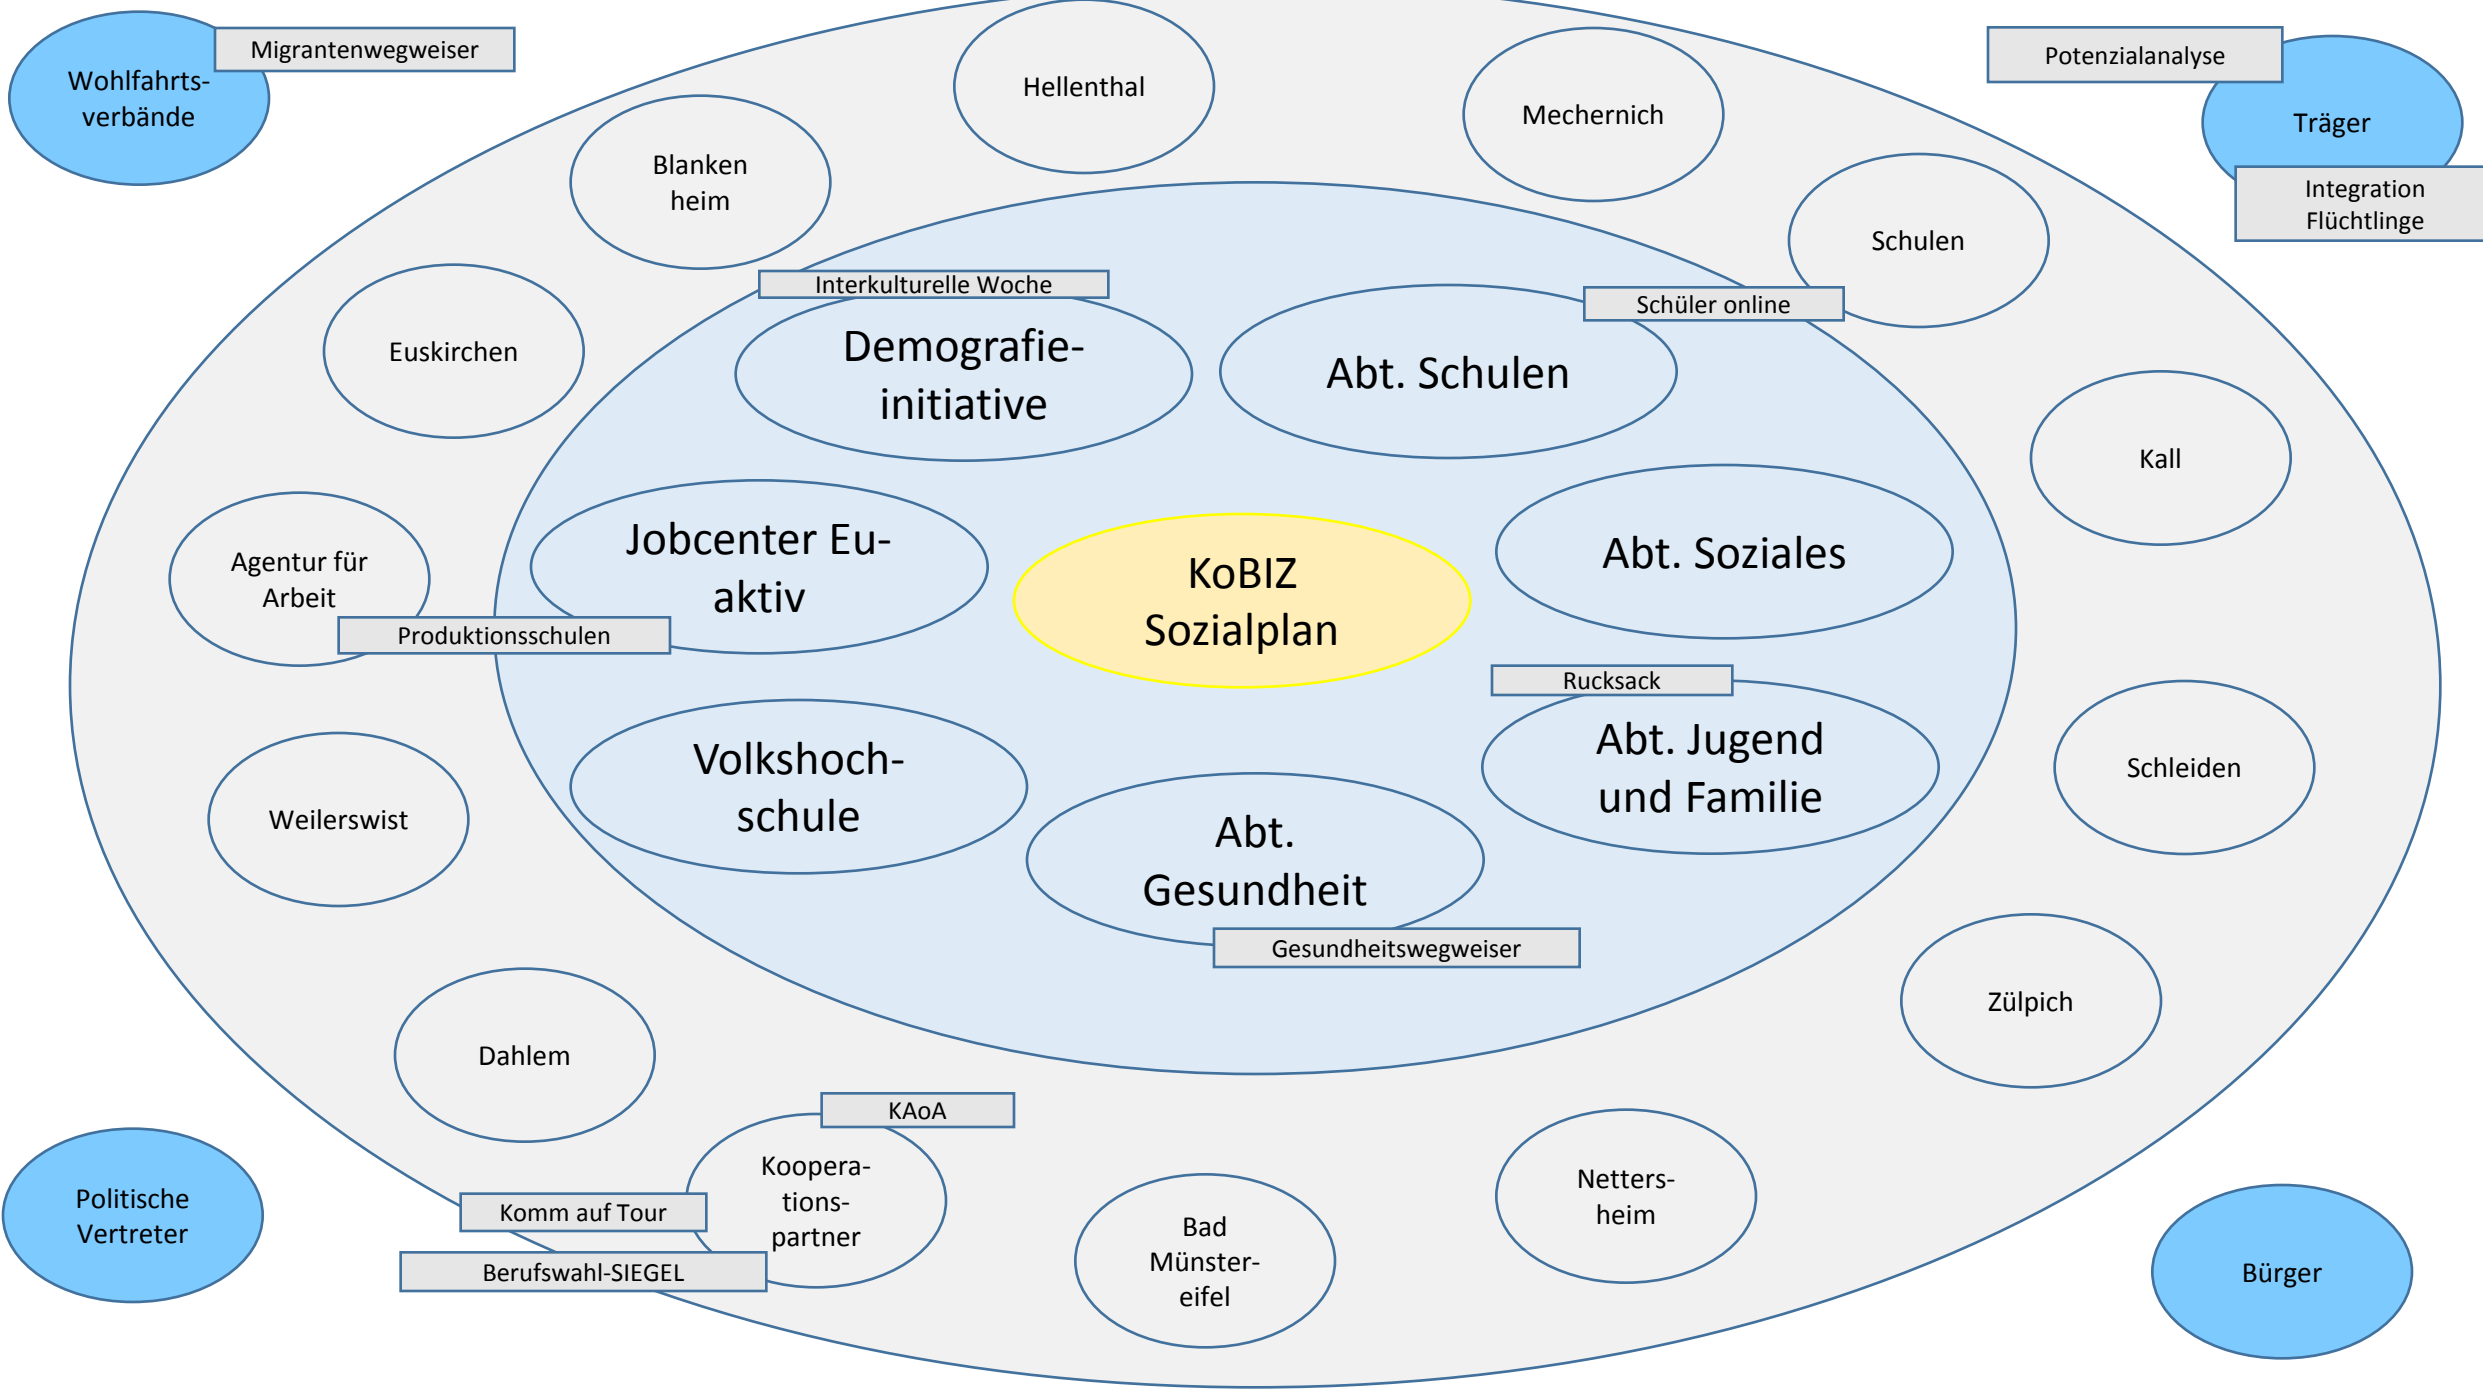 Wohlfahrts-
verbände
Migrantenwegweiser
Hellenthal
Mechernich
Potenzialanalyse
Träger
Integration
Flüchtlinge
Blanken
heim
Schulen
Interkulturelle Woche
Schüler online
Euskirchen
Demografie-
initiative
Abt. Schulen
Kall
Agentur für
Arbeit
Jobcenter Eu-
aktiv
Produktionsschulen
KoBIZ
Sozialplan
Abt. Soziales
Rucksack
Abt. Jugend
und Familie
Schleiden
Weilerswist
Volkshoch-
schule
Abt.
Gesundheit
Gesundheitswegweiser
Zülpich
Dahlem
KAoA
Koopera-
tions-
partner
Komm auf Tour
Berufswahl-SIEGEL
Politische
Vertreter
Bad
Münster-
eifel
Netters-
heim
Bürger